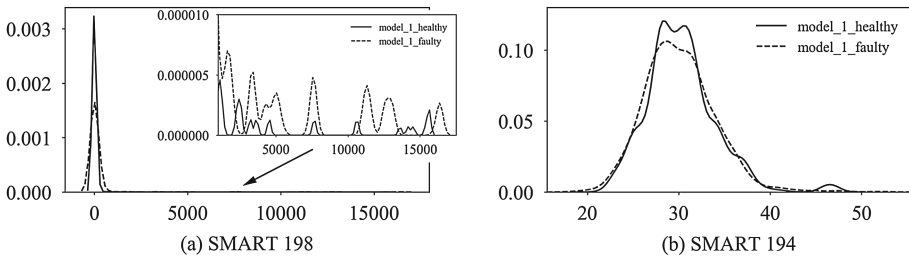 0.003
0.002
0.001
0.000
0 5000 10000 15000
0.000010
0.000005
0.000000
5000 10000 15000
model_1_healthy
model_1_faulty
(a) SMART 198
0.10
0.05
0.00
20 30 40 50
model_1_healthy
model_1_faulty
(b) SMART 194